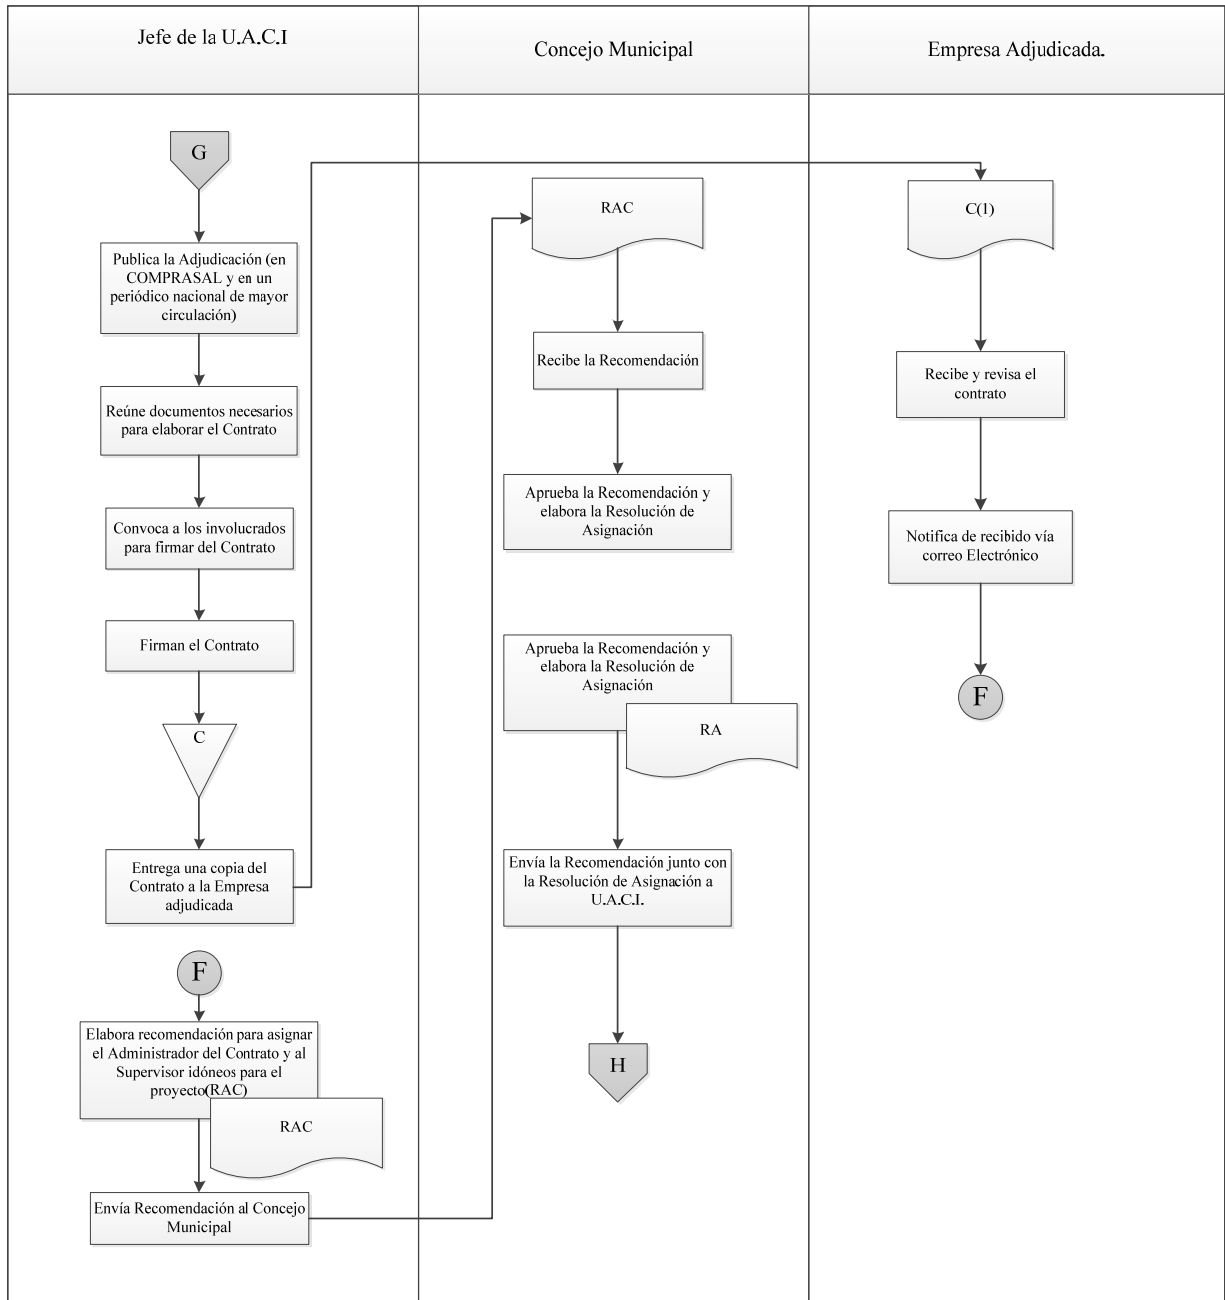 Jefe de la U.A.C.I
Concejo Municipal
Empresa Adjudicada.
G
Publica la Adjudicación (en
COMPRASAL y en un
periódico nacional de mayor
circulación)
Reúne documentos necesarios
para elaborar el Contrato
Convoca a los involucrados
para firmar del Contrato
Firman el Contrato
C
Entrega una copia del
Contrato a la Empresa
adjudicada
F
Elabora recomendación para asignar
el Administrador del Contrato y al
Supervisor idóneos para el
proyecto(RAC)
RAC
Envía Recomendación al Concejo
Municipal
RAC
Recibe la Recomendación
Aprueba la Recomendación y
elabora la Resolución de
Asignación
Aprueba la Recomendación y
elabora la Resolución de
Asignación
RA
Envía la Recomendación junto con
la Resolución de Asignación a
U.A.C.I.
H
C(1)
Recibe y revisa el
contrato
Notifica de recibido vía
correo Electrónico
F